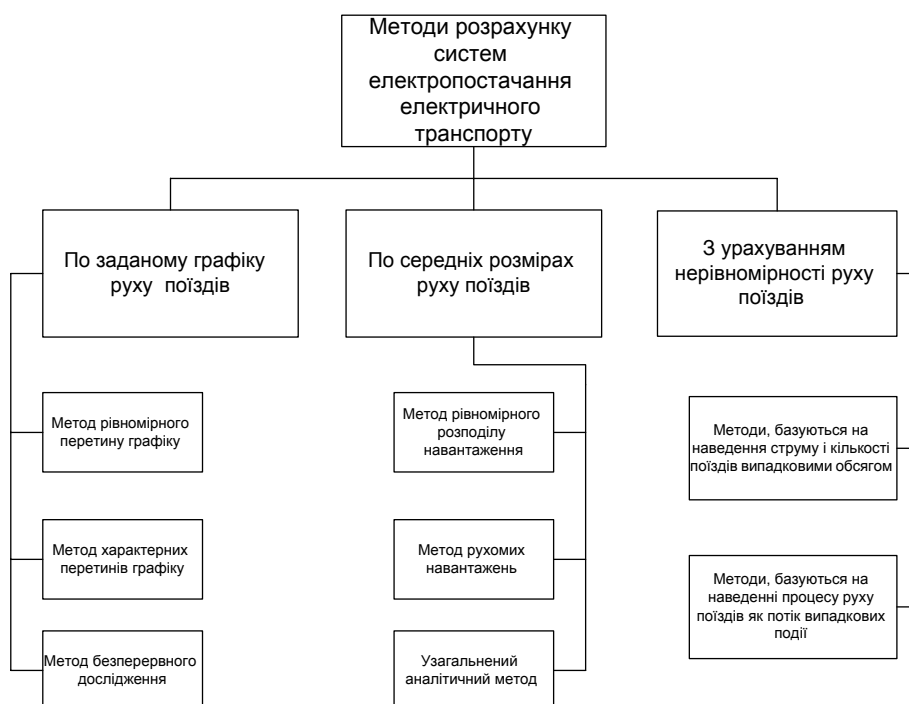 Методи розрахунку
систем
електропостачання
електричного
транспорту
По заданому графіку
руху поїздів
По середніх розмірах
руху поїздів
З урахуванням
нерівномірності руху
поїздів
Метод рівномірного
перетину графіку
Метод характерних
перетинів графіку
Метод безперервного
дослідження
Метод рівномірного
розподілу
навантаження
Метод рухомих
навантажень
Узагальнений
аналітичний метод
Методи, базуються на
наведення струму і кількості
поїздів випадковими обсягом
Методи, базуються на
наведенні процесу руху
поїздів як потік випадкових
події